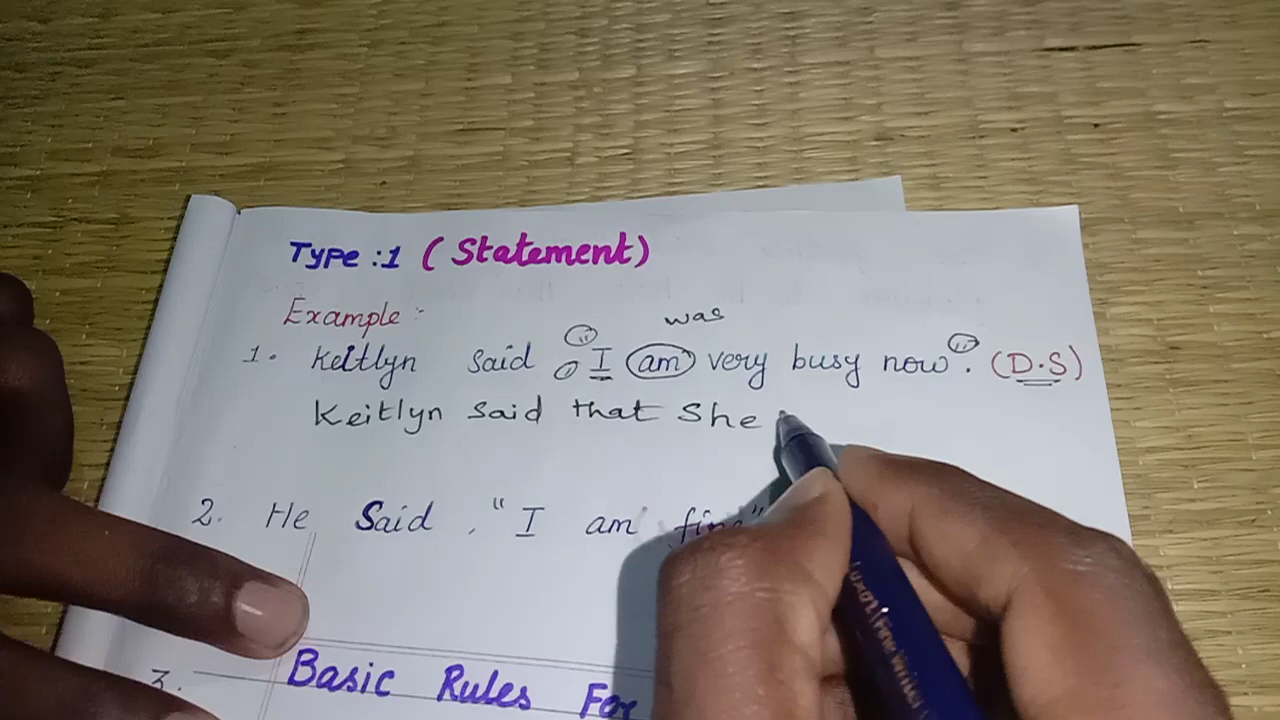 Type :1 (Statement)
Example :-
was
1. Keitlyn said , "I am very busy now". (D.S)
Keitlyn said that She
2. He Said , "I am fine"
3.
Basic Rules For